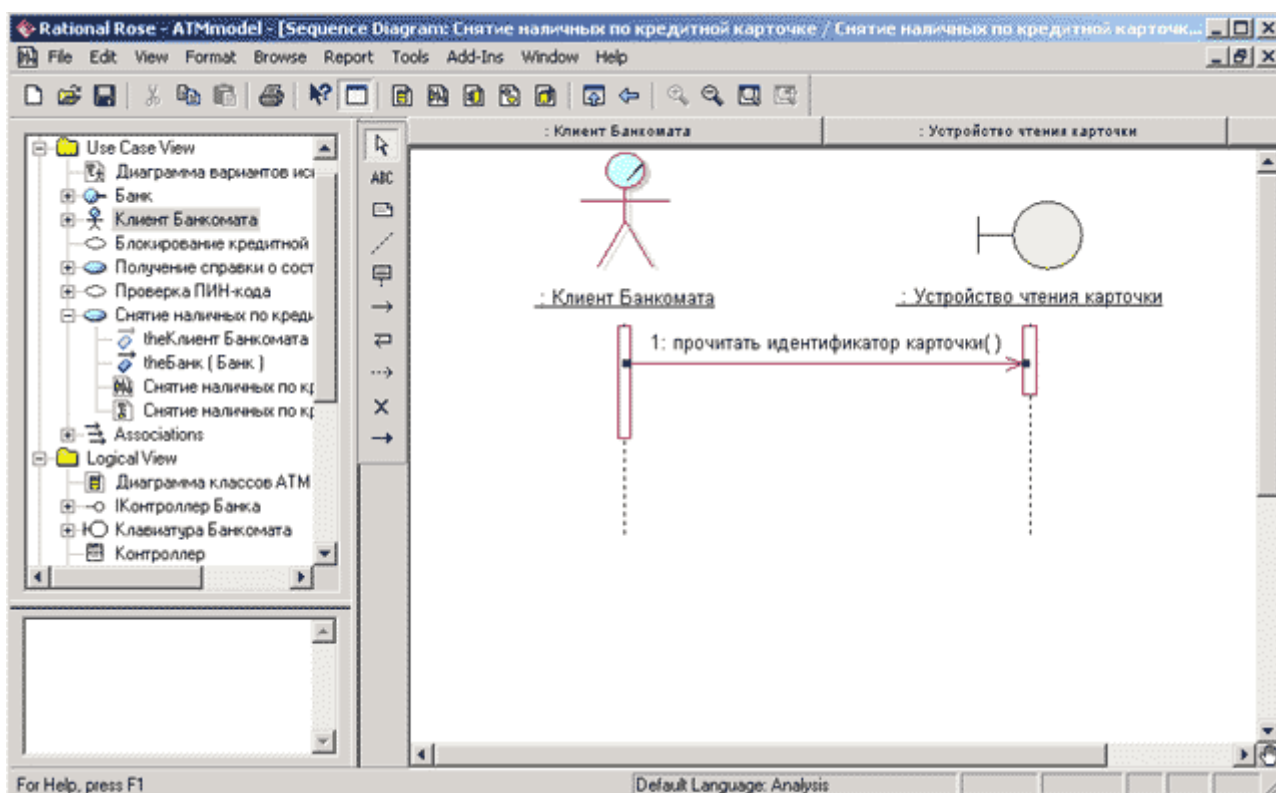 Rational Rose - ATMmodel - [Sequence Diagram: Снятие наличных по кредитной карточке / Снятие наличных по кредитной карточк...
File Edit View Format Browse Report Tools Add-Ins Window Help
: Клиент Банкомата : Устройство чтения карточки
Use Case View
Диаграмма вариантов исп
Банк
Клиент Банкомата
Блокирование кредитной
Получение справки о сост
Проверка ПИН-кода
Снятие наличных по креди
theКлиент Банкомата
theБанк ( Банк )
Снятие наличных по кр
Снятие наличных по кр
Associations
Logical View
Диаграмма классов АТМ
IКонтроллер Банка
Клавиатура Банкомата
Контроллер
ABC
: Клиент Банкомата
: Устройство чтения карточки
1: прочитать идентификатор карточки( )
For Help, press F1
Default Language: Analysis